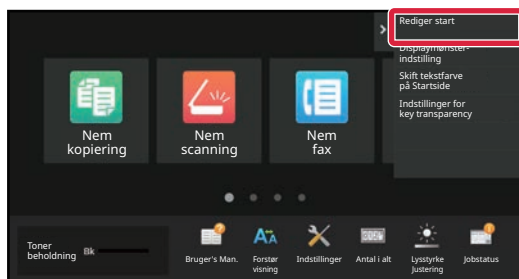 Rediger start
Displaymønster-
indstilling
Skift tekstfarve
på Startside
Indstillinger for
key transparency
Nem
kopiering
Nem
scanning
Nem
fax
Toner
beholdning
Bk
Bruger's Man.
Forstør
visning
Indstillinger
Antal i alt
Lysstyrke
Justering
Jobstatus